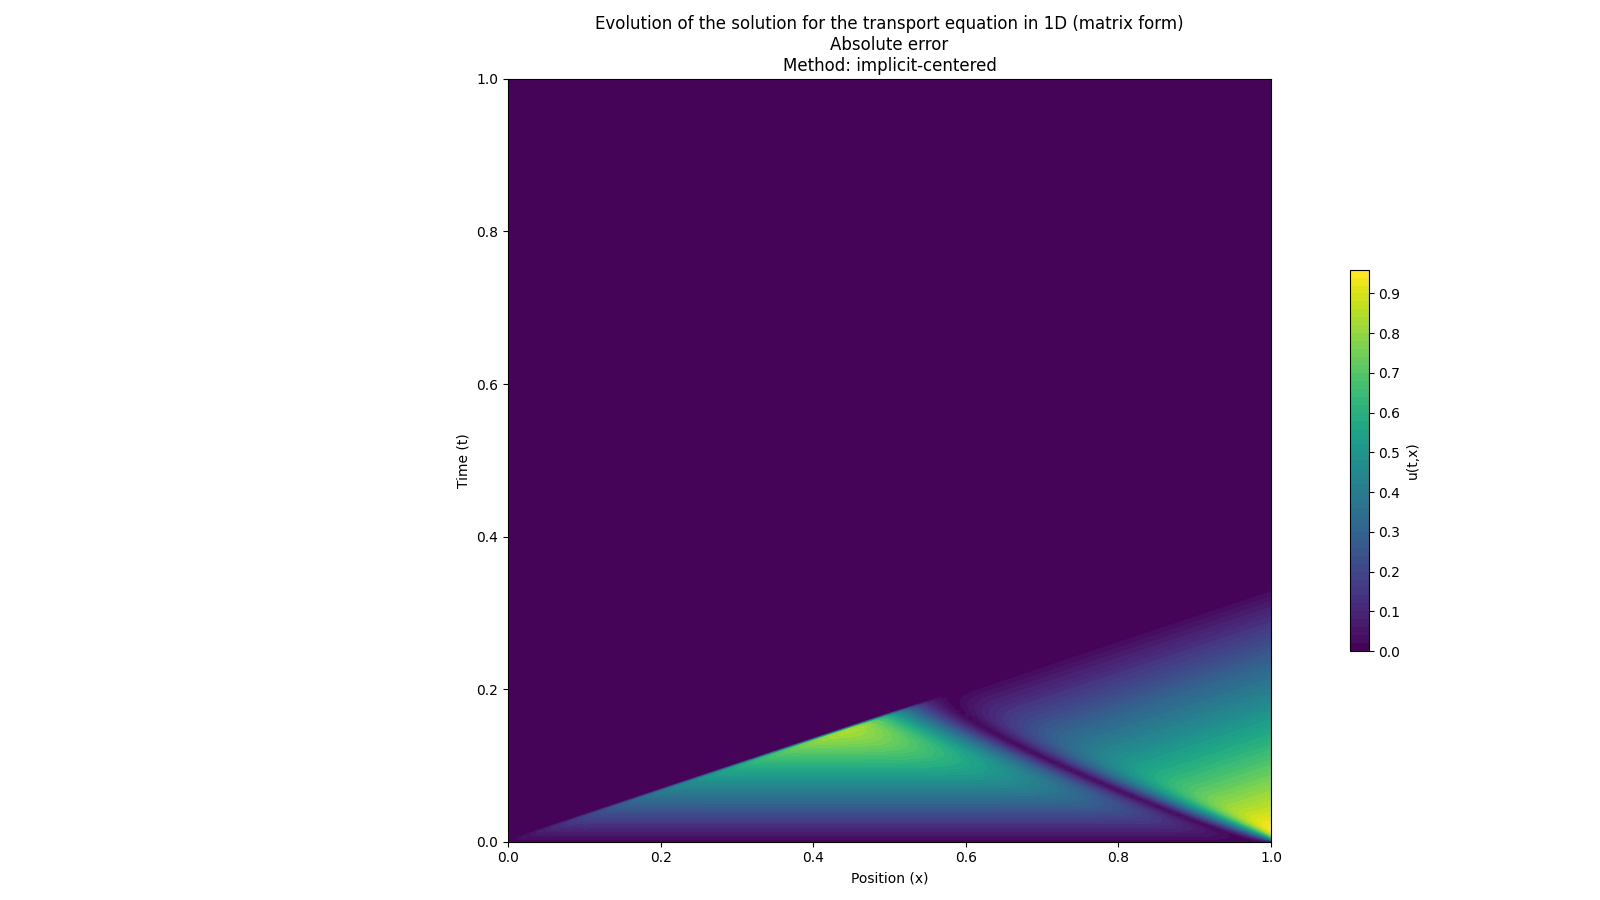 Evolution of the solution for the transport equation in 1D (matrix form)
Absolute error
Method: implicit-centered
1.0
0.8
0.6
0.4
0.2
0.0
Time (t)
0.0 0.2 0.4 0.6 0.8 1.0
Position (x)
0.9
0.8
0.7
0.6
0.5
0.4
0.3
0.2
0.1
0.0
u(t,x)